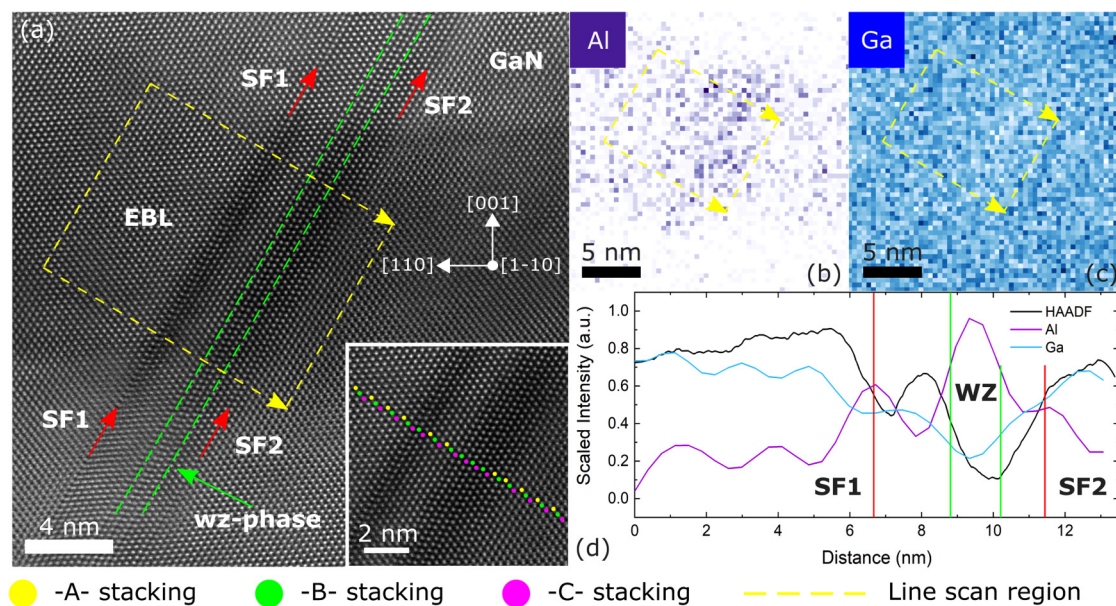 (a)
GaN
SF1
SF2
EBL
[001]
[110]
[1-10]
SF1
SF2
wz-phase
4 nm
2 nm
Al
5 nm
(b)
Ga
5 nm
(c)
1.0
0.8
0.6
0.4
0.2
0.0
Scaled Intensity (a.u.)
HAADF
Al
Ga
WZ
SF1
SF2
0 2 4 6 8 10 12
Distance (nm)
(d)
-A- stacking
-B- stacking
-C- stacking
Line scan region